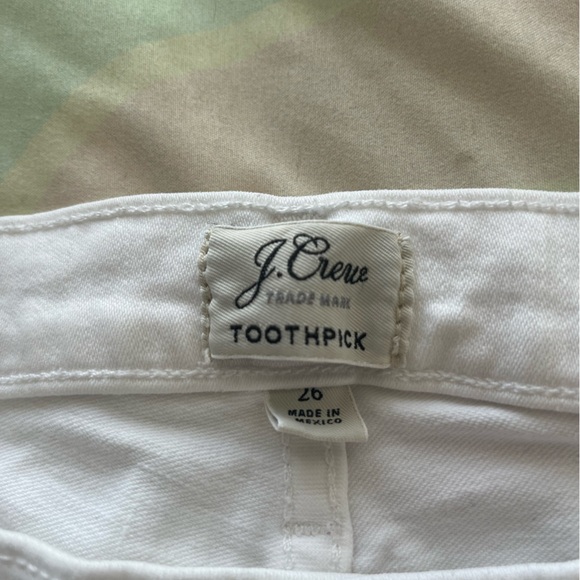 J. Crew
TRADE MARK
TOOTHPICK
26
MADE IN
MEXICO